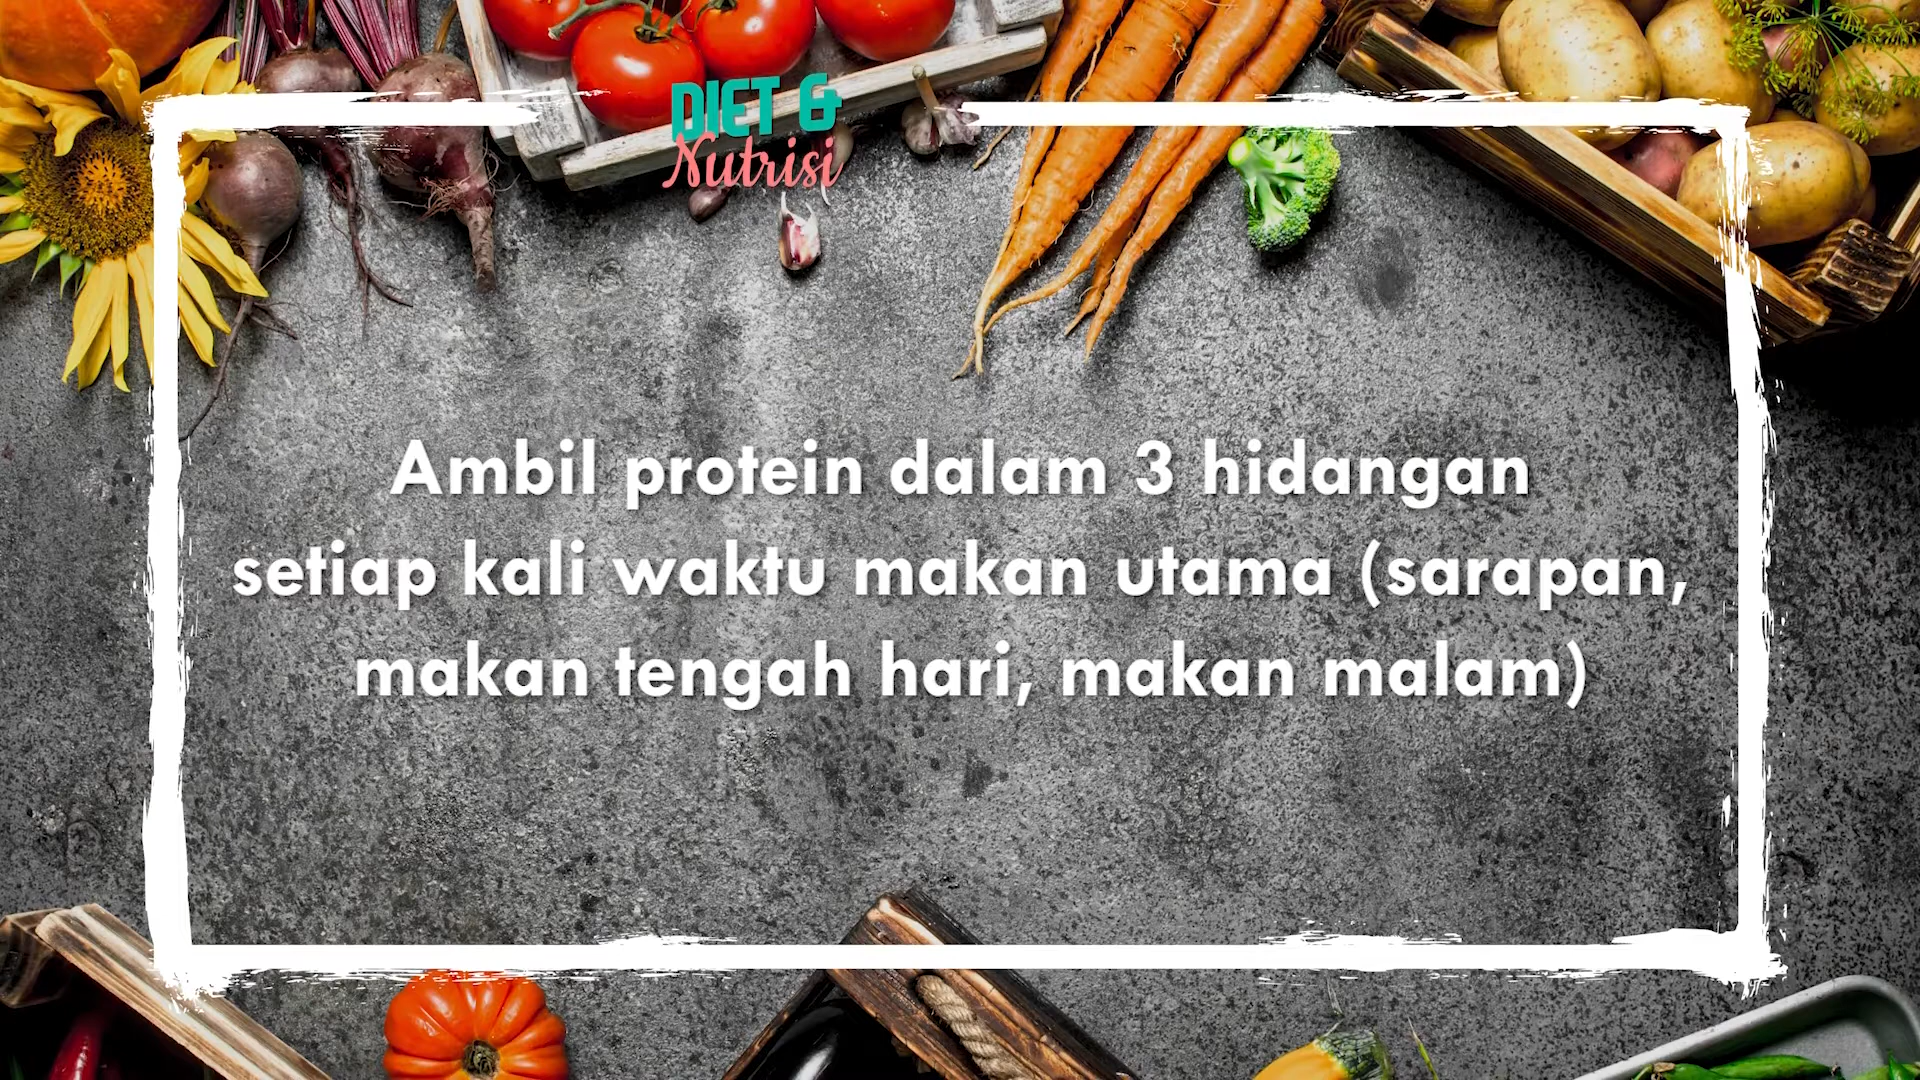 DIET &
Nutrisi
Ambil protein dalam 3 hidangan
setiap kali waktu makan utama (sarapan,
makan tengah hari, makan malam)